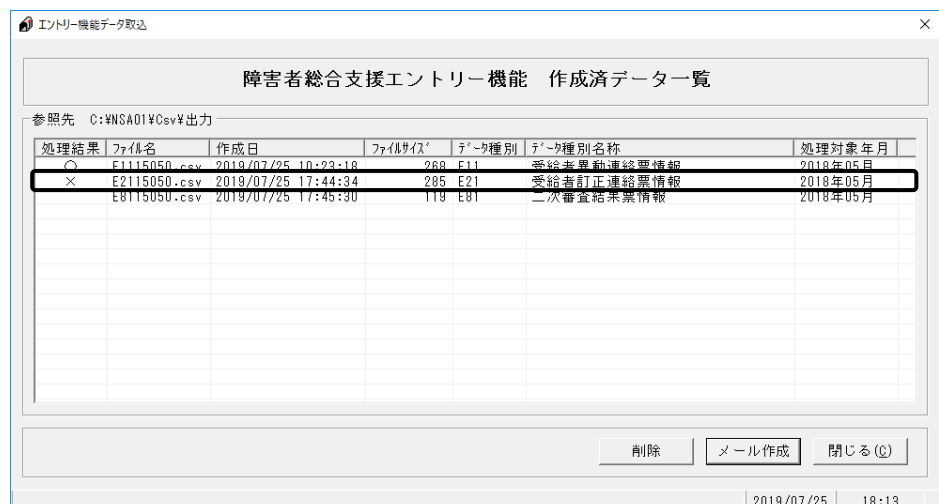 エントリー機能データ取込
障害者総合支援エントリー機能 作成済データ一覧
参照先 C:¥NSA01¥Csv¥出力
処理結果 ファイル名 作成日 ファイルサイズ データ種別 データ種別名称 処理対象年月
○ E1115050.csv 2019/07/25 10:23:18 268 E11 受給者異動連絡票情報 2018年05月
× E2115050.csv 2019/07/25 17:44:34 285 E21 受給者訂正連絡票情報 2018年05月
E8115050.csv 2019/07/25 17:45:30 119 E81 二次審査結果票情報 2018年05月
削除 メール作成 閉じる(C)
2019/07/25 18:13